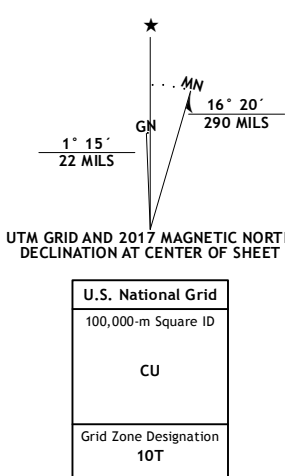 ★
MN
GN
16° 20´
290 MILS
1° 15´
22 MILS
UTM GRID AND 2017 MAGNETIC NORT
DECLINATION AT CENTER OF SHEET
U.S. National Grid
100,000-m Square ID
CU
Grid Zone Designation
10T